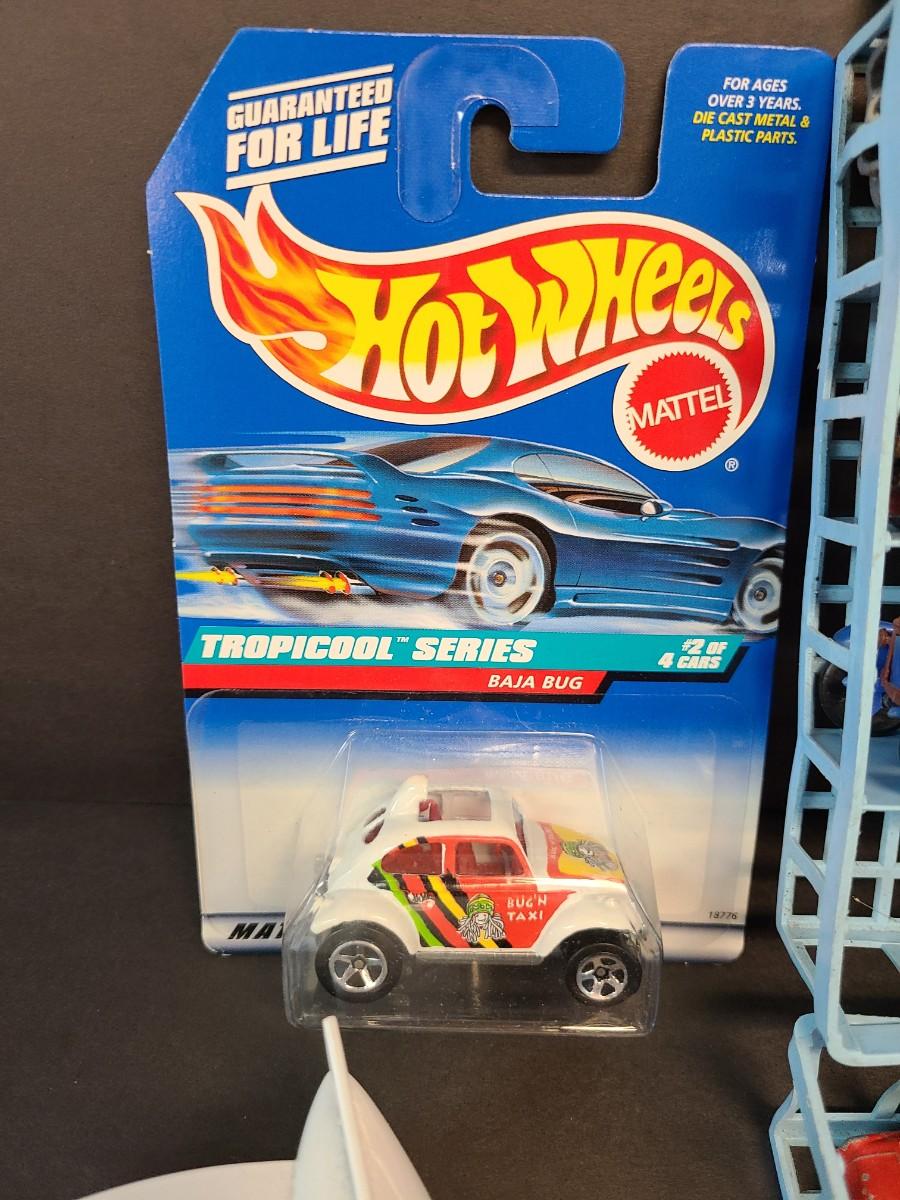 GUARANTEED
FOR LIFE
FOR AGES
OVER 3 YEARS.
DIE CAST METAL &
PLASTIC PARTS.
HOT WHEELS
MATTEL
®
TROPICOOL™ SERIES
#2 OF
4 CARS
BAJA BUG
BUG'N
TAXI
18776
MAT